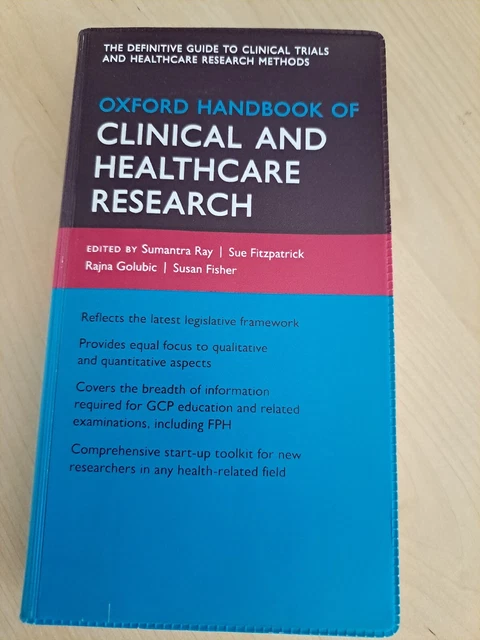 THE DEFINITIVE GUIDE TO CLINICAL TRIALS
AND HEALTHCARE RESEARCH METHODS
OXFORD HANDBOOK OF
CLINICAL AND
HEALTHCARE
RESEARCH
EDITED BY Sumantra Ray | Sue Fitzpatrick
Rajna Golubic | Susan Fisher
Reflects the latest legislative framework
Provides equal focus to qualitative
and quantitative aspects
Covers the breadth of information
required for GCP education and related
examinations, including FPH
Comprehensive start-up toolkit for new
researchers in any health-related field